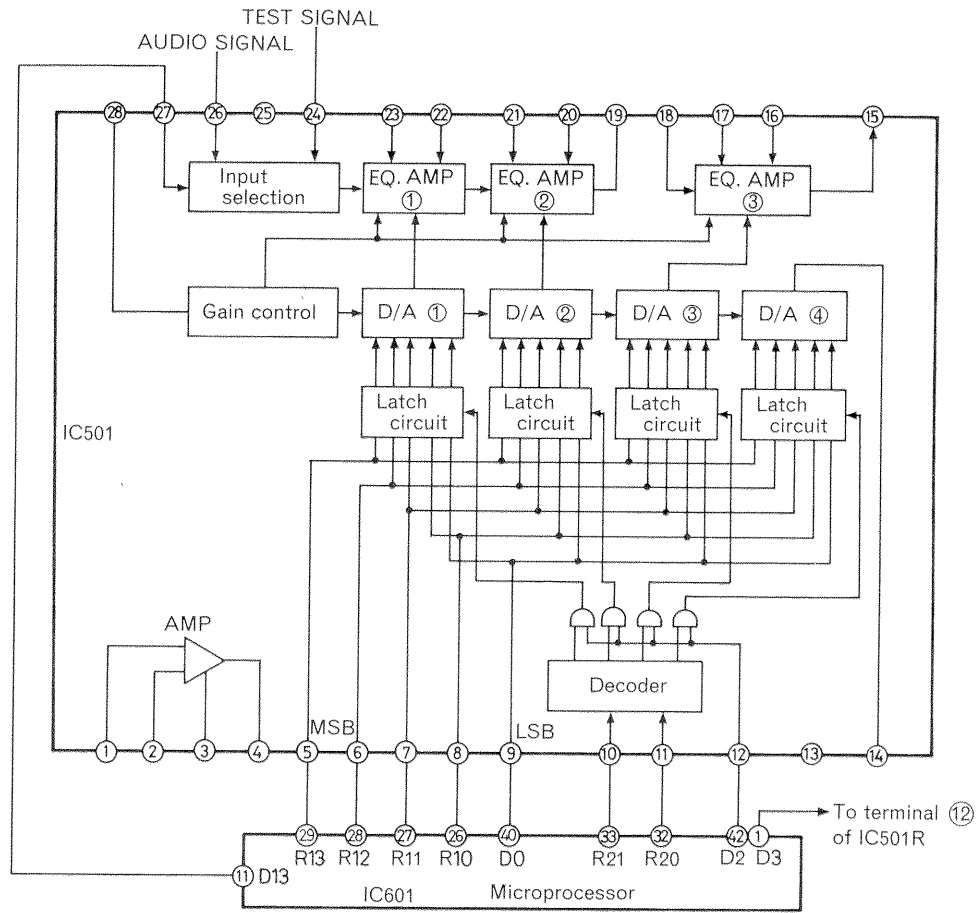 TEST SIGNAL
AUDIO SIGNAL
28 27 26 25 24 23 22 21 20 19 18 17 16 15
Input selection
EQ. AMP ①
EQ. AMP ②
EQ. AMP ③
Gain control
D/A ①
D/A ②
D/A ③
D/A ④
Latch circuit
Latch circuit
Latch circuit
Latch circuit
IC501
AMP
Decoder
MSB
LSB
1 2 3 4 5 6 7 8 9 10 11 12 13 14
To terminal ⑫
of IC501R
29 28 27 26 40 33 32 42 1
R13 R12 R11 R10 D0 R21 R20 D2 D3
11 D13
IC601 Microprocessor